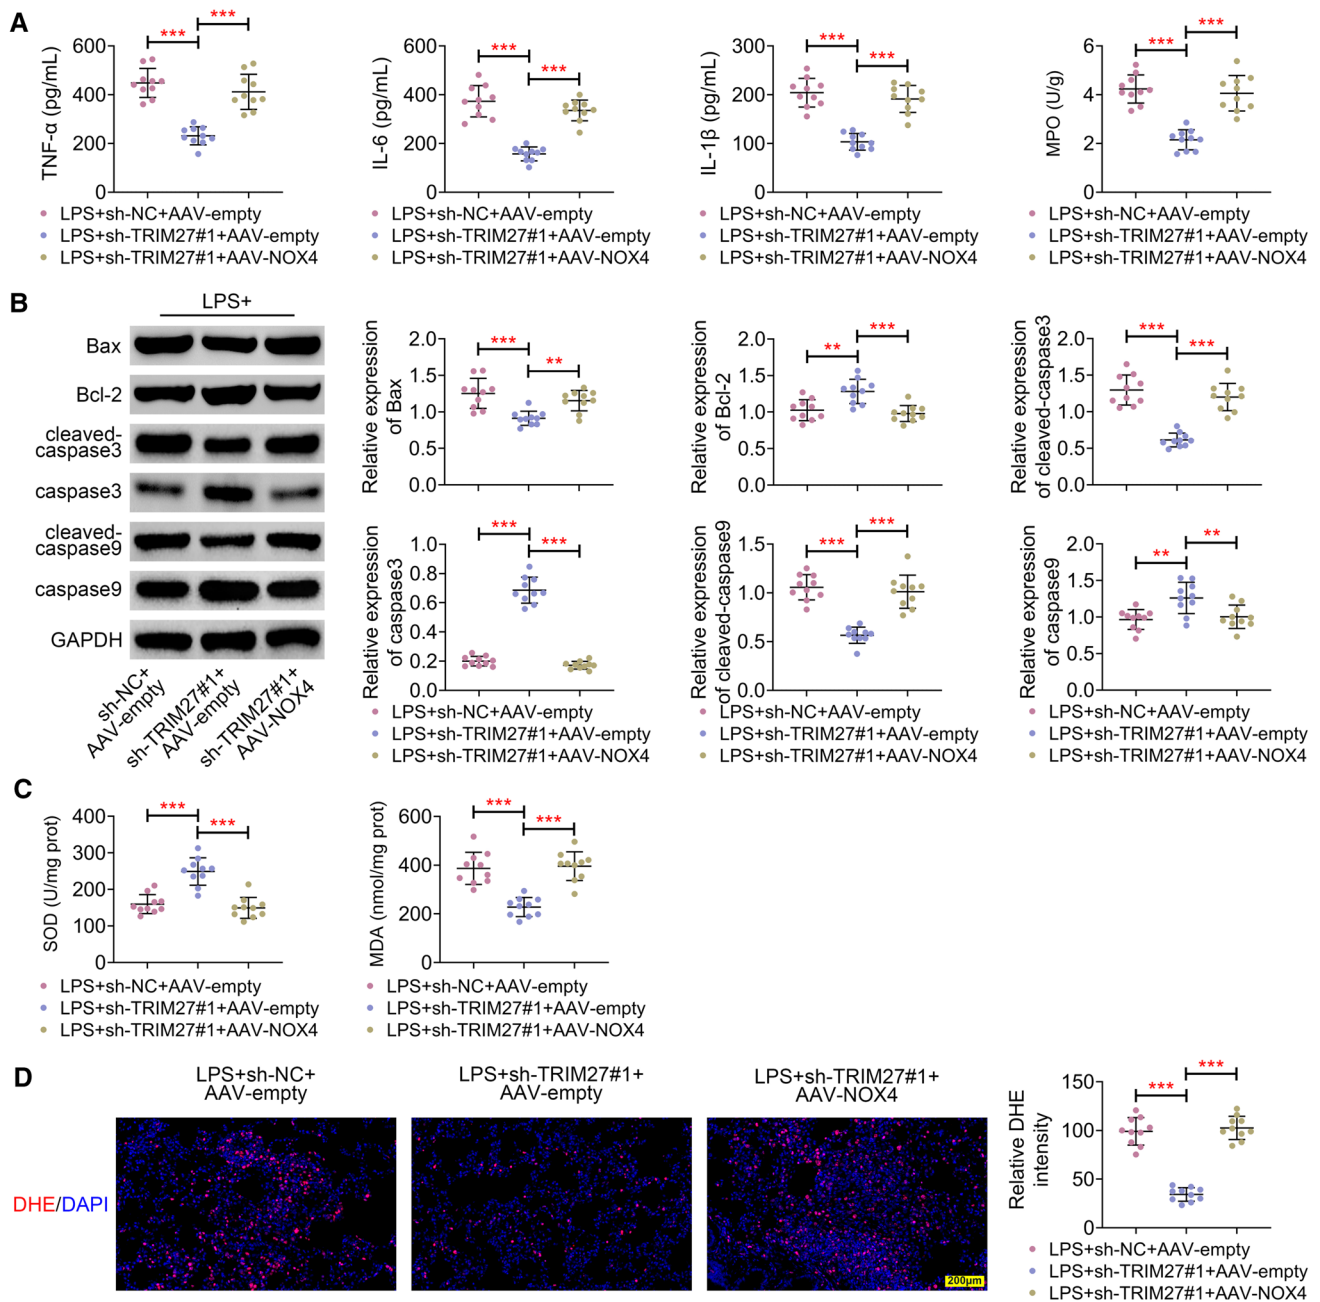 A
TNF-α (pg/mL)
600
400
200
0
***
***
LPS+sh-NC+AAV-empty
LPS+sh-TRIM27#1+AAV-empty
LPS+sh-TRIM27#1+AAV-NOX4
IL-6 (pg/mL)
600
400
200
0
***
***
LPS+sh-NC+AAV-empty
LPS+sh-TRIM27#1+AAV-empty
LPS+sh-TRIM27#1+AAV-NOX4
IL-1β (pg/mL)
300
200
100
0
***
***
LPS+sh-NC+AAV-empty
LPS+sh-TRIM27#1+AAV-empty
LPS+sh-TRIM27#1+AAV-NOX4
MPO (U/g)
6
4
2
0
***
***
LPS+sh-NC+AAV-empty
LPS+sh-TRIM27#1+AAV-empty
LPS+sh-TRIM27#1+AAV-NOX4
B
LPS+
Bax
Bcl-2
cleaved-
caspase3
caspase3
cleaved-
caspase9
caspase9
GAPDH
sh-NC+
AAV-empty
sh-TRIM27#1+
AAV-empty
sh-TRIM27#1+
AAV-NOX4
Relative expression
of Bax
2.0
1.5
1.0
0.5
0.0
***
**
Relative expression
of Bcl-2
2.0
1.5
1.0
0.5
0.0
**
***
Relative expression
of cleaved-caspase3
2.0
1.5
1.0
0.5
0.0
***
***
Relative expression
of caspase3
1.0
0.8
0.6
0.4
0.2
0.0
***
***
LPS+sh-NC+AAV-empty
LPS+sh-TRIM27#1+AAV-empty
LPS+sh-TRIM27#1+AAV-NOX4
Relative expression
of cleaved-caspase9
1.5
1.0
0.5
0.0
***
***
LPS+sh-NC+AAV-empty
LPS+sh-TRIM27#1+AAV-empty
LPS+sh-TRIM27#1+AAV-NOX4
Relative expression
of caspase9
2.0
1.5
1.0
0.5
0.0
**
**
LPS+sh-NC+AAV-empty
LPS+sh-TRIM27#1+AAV-empty
LPS+sh-TRIM27#1+AAV-NOX4
C
SOD (U/mg prot)
400
300
200
100
0
***
***
LPS+sh-NC+AAV-empty
LPS+sh-TRIM27#1+AAV-empty
LPS+sh-TRIM27#1+AAV-NOX4
MDA (nmol/mg prot)
600
400
200
0
***
***
LPS+sh-NC+AAV-empty
LPS+sh-TRIM27#1+AAV-empty
LPS+sh-TRIM27#1+AAV-NOX4
D
LPS+sh-NC+
AAV-empty
LPS+sh-TRIM27#1+
AAV-empty
LPS+sh-TRIM27#1+
AAV-NOX4
DHE/DAPI
200μm
Relative DHE
intensity
150
100
50
0
***
***
LPS+sh-NC+AAV-empty
LPS+sh-TRIM27#1+AAV-empty
LPS+sh-TRIM27#1+AAV-NOX4